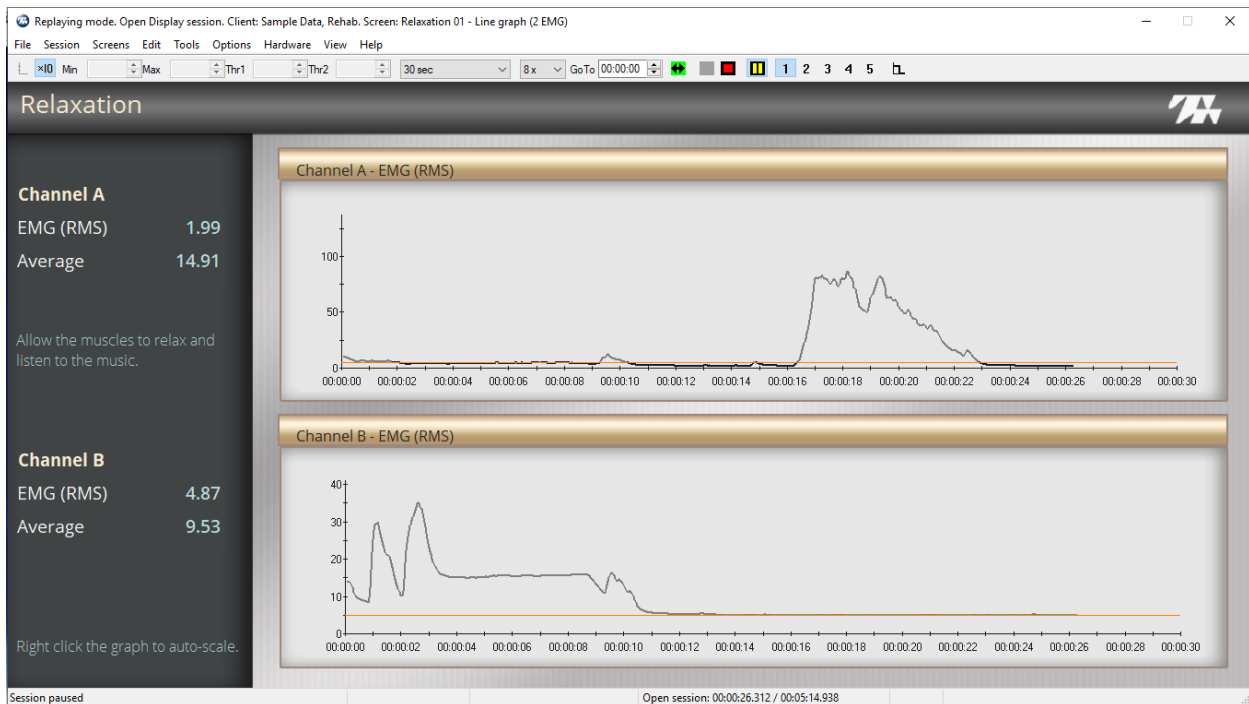 Replaying mode. Open Display session. Client: Sample Data, Rehab. Screen: Relaxation 01 - Line graph (2 EMG)
File Session Screens Edit Tools Options Hardware View Help
×10 Min Max Thr1 Thr2 30 sec 8 x GoTo 00:00:00 1 2 3 4 5
Relaxation
Channel A
EMG (RMS) 1.99
Average 14.91
Allow the muscles to relax and
listen to the music.
Channel A - EMG (RMS)
100
50
0
00:00:00 00:00:02 00:00:04 00:00:06 00:00:08 00:00:10 00:00:12 00:00:14 00:00:16 00:00:18 00:00:20 00:00:22 00:00:24 00:00:26 00:00:28 00:00:30
Channel B
EMG (RMS) 4.87
Average 9.53
Right click the graph to auto-scale.
Channel B - EMG (RMS)
40
30
20
10
0
00:00:00 00:00:02 00:00:04 00:00:06 00:00:08 00:00:10 00:00:12 00:00:14 00:00:16 00:00:18 00:00:20 00:00:22 00:00:24 00:00:26 00:00:28 00:00:30
Session paused Open session: 00:00:26.312 / 00:05:14.938